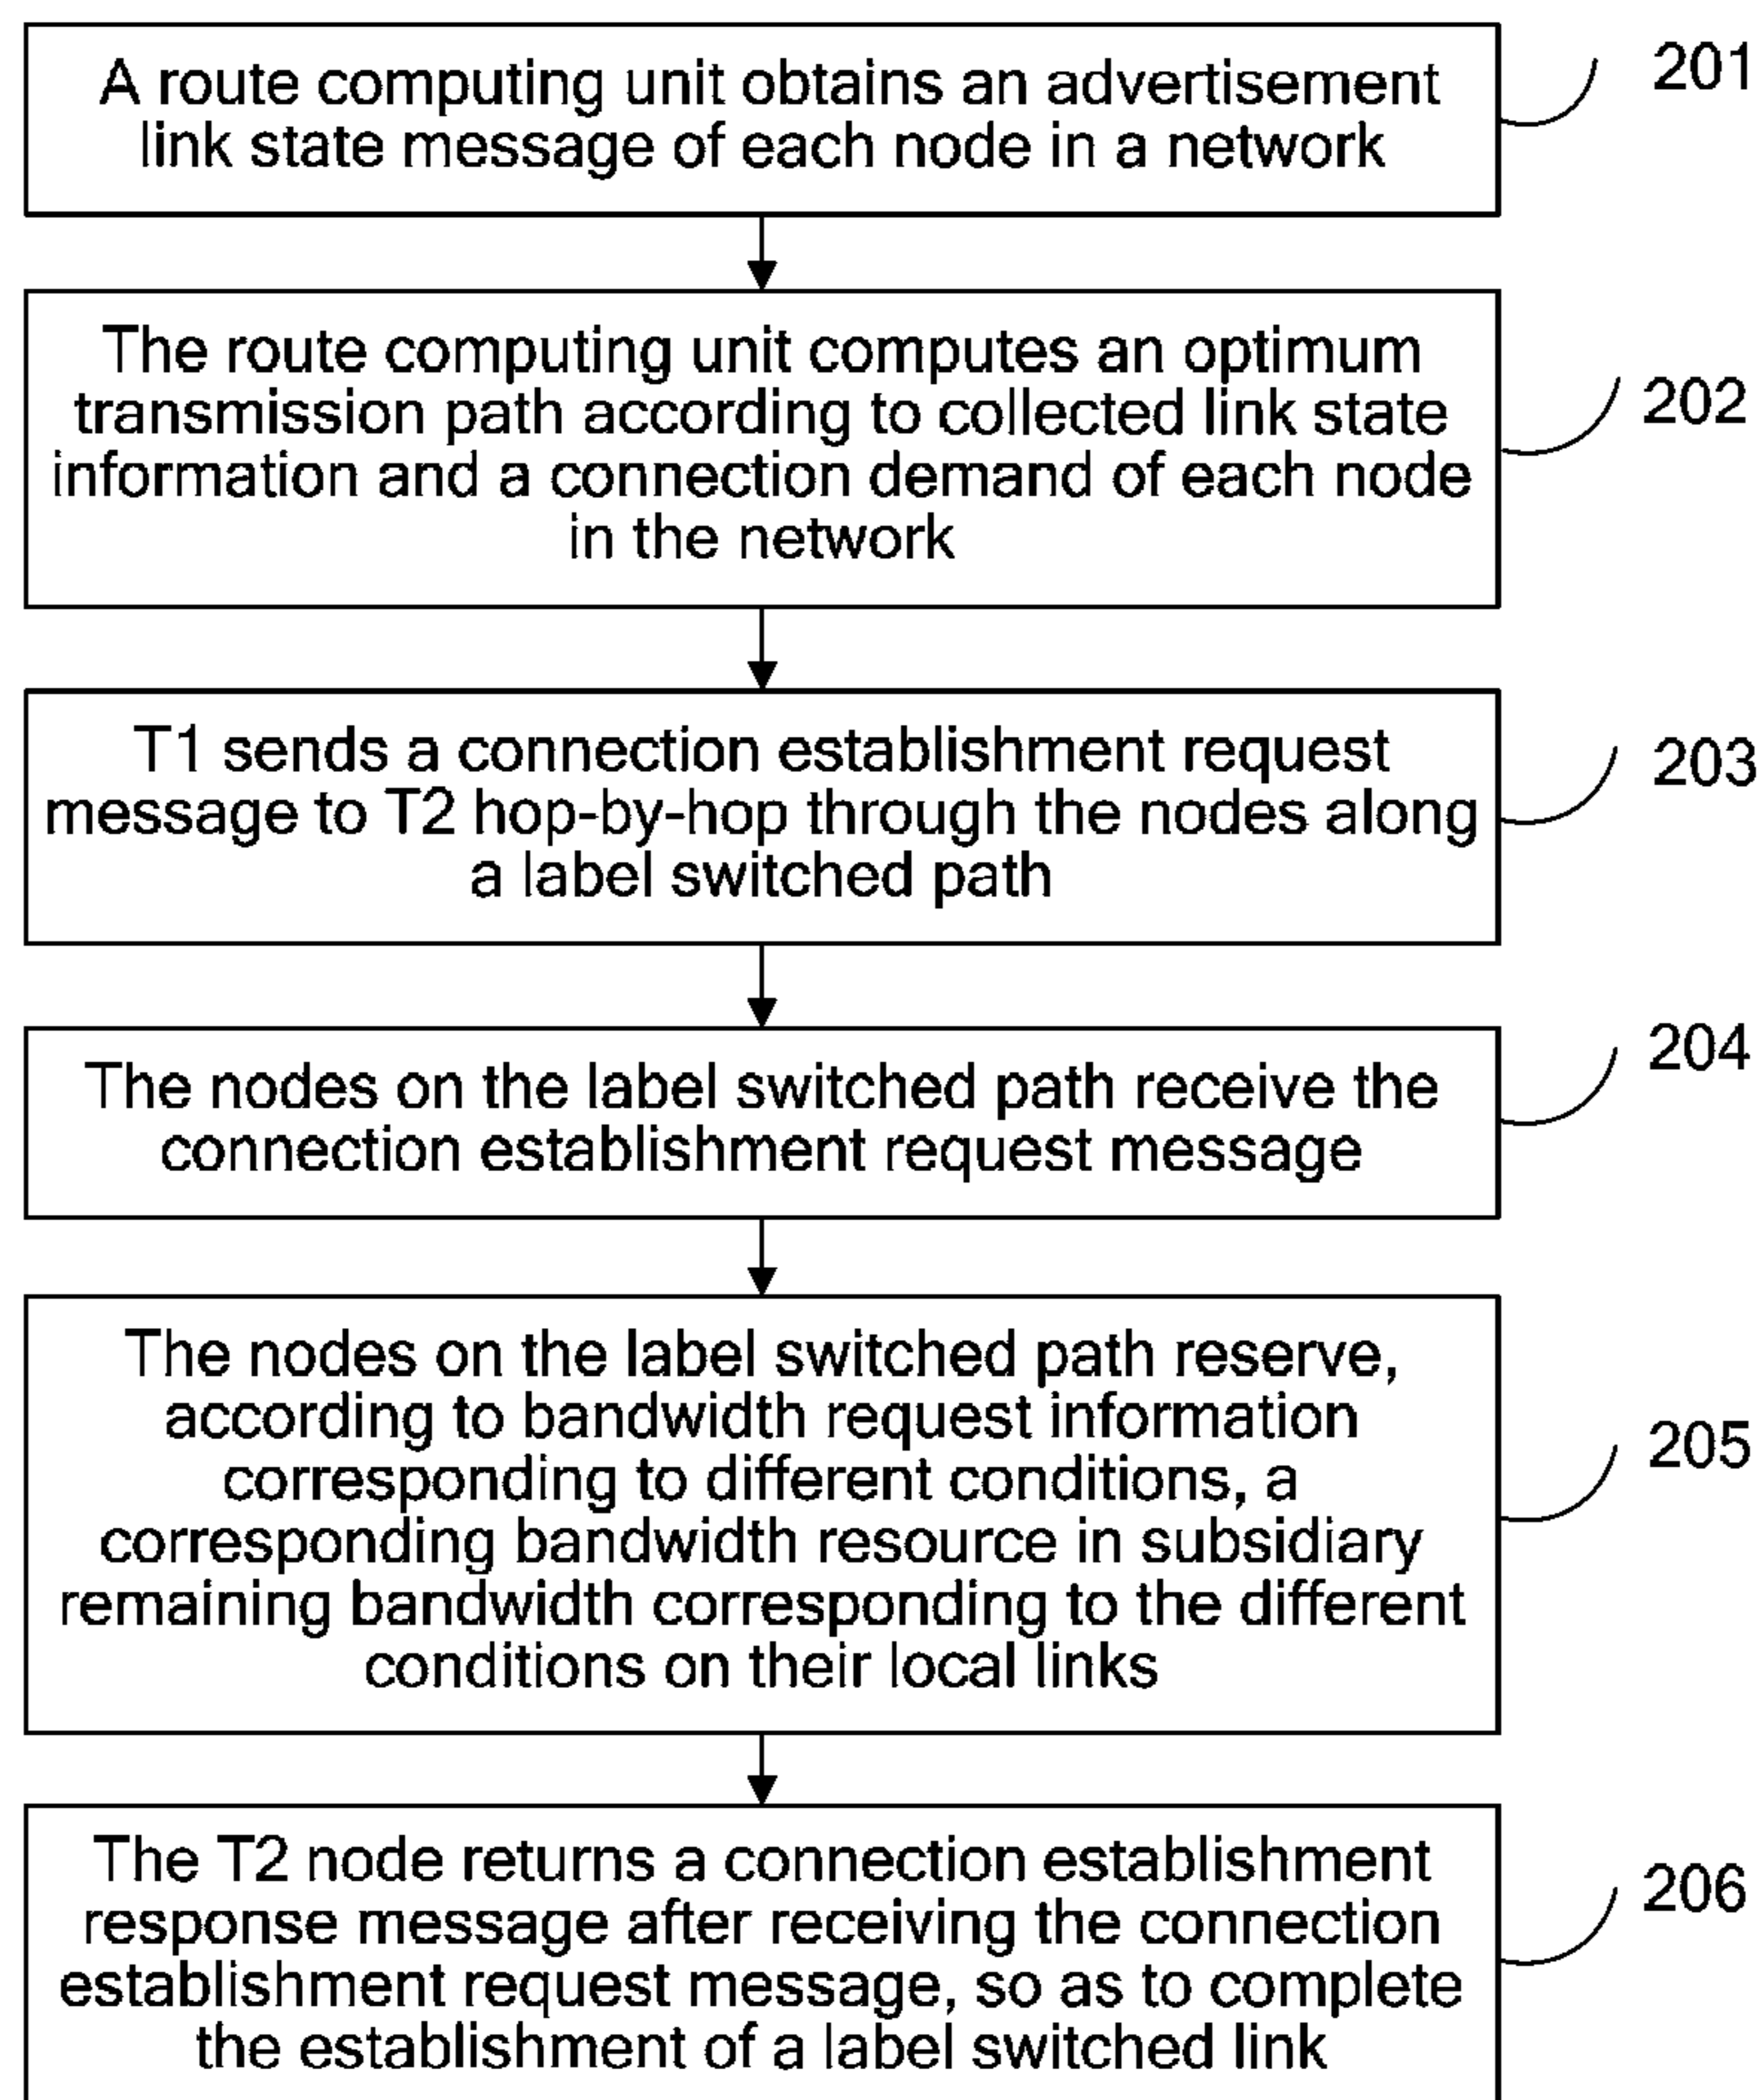 A route computing unit obtains an advertisement
link state message of each node in a network
201
The route computing unit computes an optimum
transmission path according to collected link state
information and a connection demand of each node
in the network
202
T1 sends a connection establishment request
message to T2 hop-by-hop through the nodes along
a label switched path
203
The nodes on the label switched path receive the
connection establishment request message
204
The nodes on the label switched path reserve,
according to bandwidth request information
corresponding to different conditions, a
corresponding bandwidth resource in subsidiary
remaining bandwidth corresponding to the different
conditions on their local links
205
The T2 node returns a connection establishment
response message after receiving the connection
establishment request message, so as to complete
the establishment of a label switched link
206